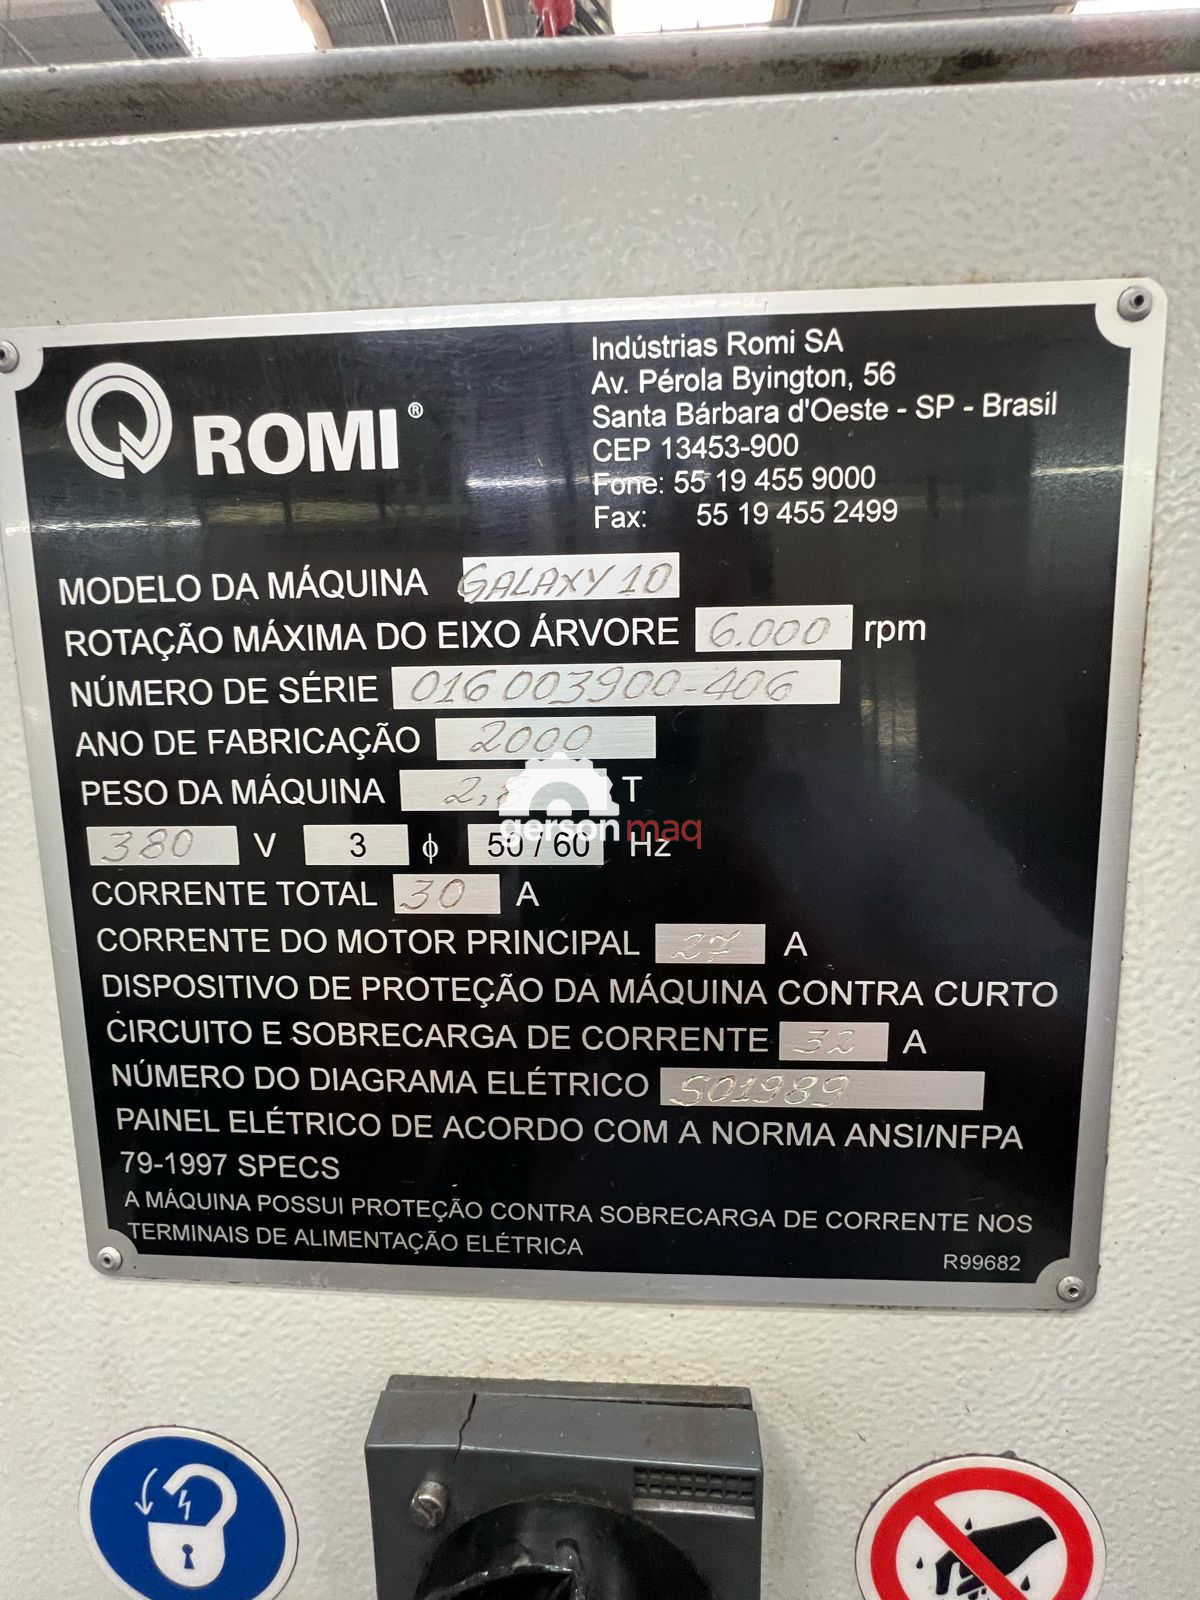 ROMI®
Indústrias Romi SA
Av. Pérola Byington, 56
Santa Bárbara d'Oeste - SP - Brasil
CEP 13453-900
Fone: 55 19 455 9000
Fax: 55 19 455 2499
MODELO DA MÁQUINA GALAXY 10
ROTAÇÃO MÁXIMA DO EIXO ÁRVORE 6.000 rpm
NÚMERO DE SÉRIE 016 003900-406
ANO DE FABRICAÇÃO 2000
PESO DA MÁQUINA T
gerson maq
380 V 3 ϕ 50 / 60 Hz
CORRENTE TOTAL 30 A
CORRENTE DO MOTOR PRINCIPAL 27 A
DISPOSITIVO DE PROTEÇÃO DA MÁQUINA CONTRA CURTO
CIRCUITO E SOBRECARGA DE CORRENTE 32 A
NÚMERO DO DIAGRAMA ELÉTRICO S01989
PAINEL ELÉTRICO DE ACORDO COM A NORMA ANSI/NFPA
79-1997 SPECS
A MÁQUINA POSSUI PROTEÇÃO CONTRA SOBRECARGA DE CORRENTE NOS
TERMINAIS DE ALIMENTAÇÃO ELÉTRICA
R99682